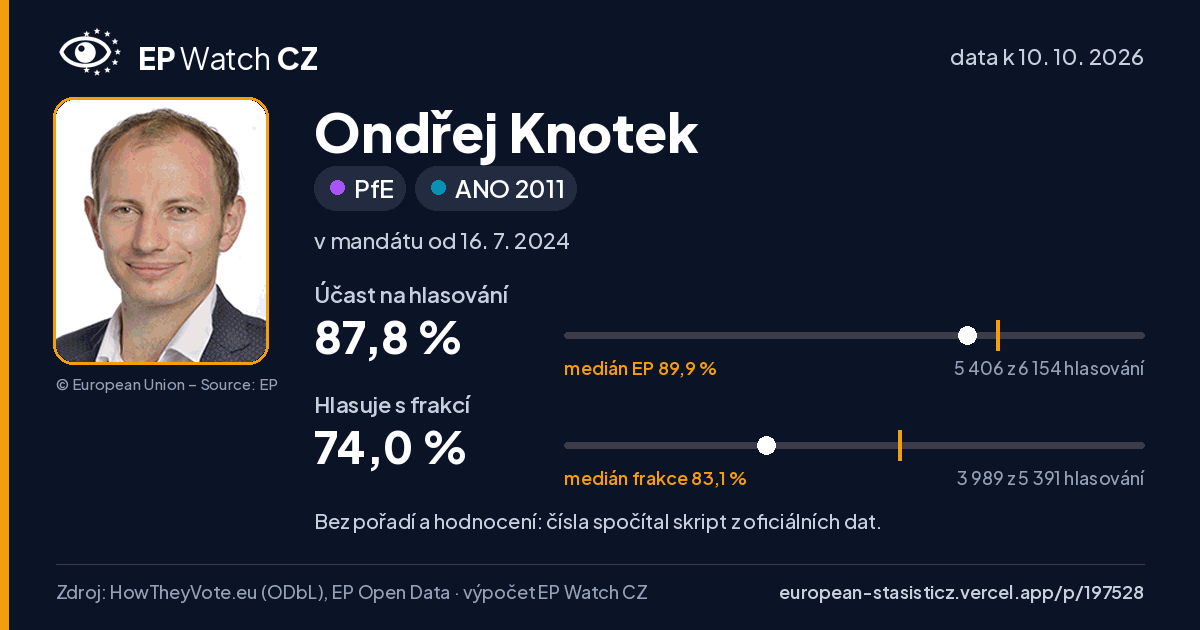 EP Watch CZ
data k 10. 10. 2026
Ondřej Knotek
PfE
ANO 2011
v mandátu od 16. 7. 2024
Účast na hlasování
87,8 %
medián EP 89,9 %
5 406 z 6 154 hlasování
© European Union – Source: EP
Hlasuje s frakcí
74,0 %
medián frakce 83,1 %
3 989 z 5 391 hlasování
Bez pořadí a hodnocení: čísla spočítal skript z oficiálních dat.
Zdroj: HowTheyVote.eu (ODbL), EP Open Data · výpočet EP Watch CZ
european-stasisticz.vercel.app/p/197528